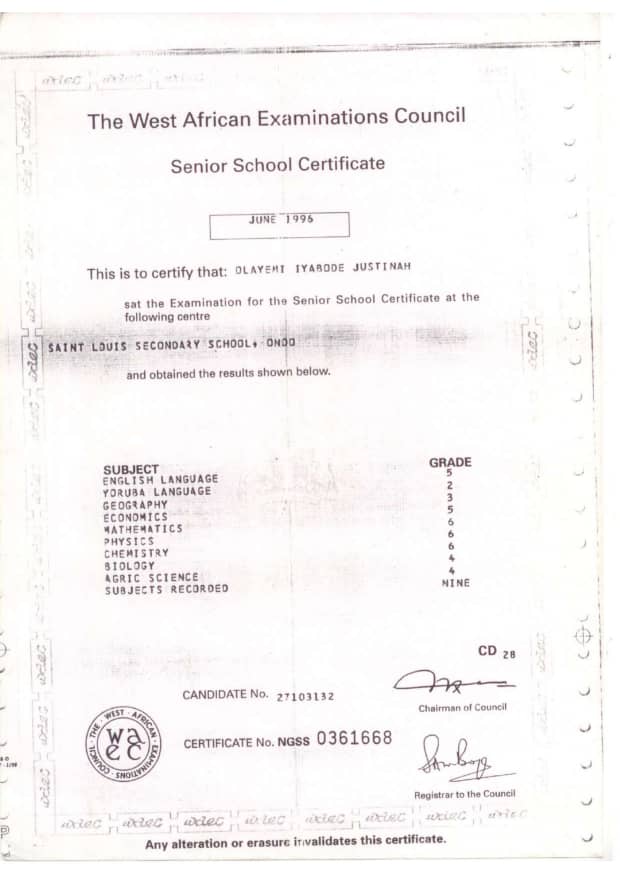 The West African Examinations Council
Senior School Certificate
JUNE 1996
This is to certify that: OLAYEMI IYABODE JUSTINAH
sat the Examination for the Senior School Certificate at the
following centre
SAINT LOUIS SECONDARY SCHOOL, ONDO
and obtained the results shown below.
SUBJECT GRADE
ENGLISH LANGUAGE 5
YORUBA LANGUAGE 2
GEOGRAPHY 3
ECONOMICS 5
MATHEMATICS 6
PHYSICS 6
CHEMISTRY 6
BIOLOGY 4
AGRIC SCIENCE 4
SUBJECTS RECORDED NINE
CD 28
CANDIDATE No. 27103132
Chairman of Council
THE · WEST · AFRICAN · EXAMINATIONS · COUNCIL
waec
CERTIFICATE No. NGSS 0361668
Registrar to the Council
waec waec waec waec waec waec waec waec
Any alteration or erasure invalidates this certificate.